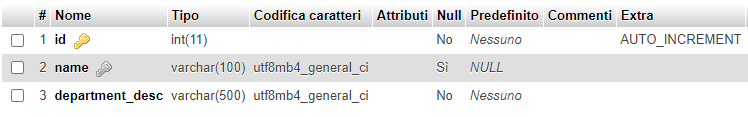 # Nome Tipo Codifica caratteri Attributi Null Predefinito Commenti Extra
1 id int(11) No Nessuno AUTO_INCREMENT
2 name varchar(100) utf8mb4_general_ci Sì NULL
3 department_desc varchar(500) utf8mb4_general_ci No Nessuno